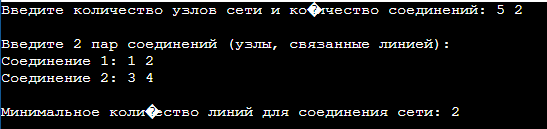 Введите количество узлов сети и ко�ичество соединений: 5 2
Введите 2 пар соединений (узлы, связанные линией):
Соединение 1: 1 2
Соединение 2: 3 4
Минимальное коли�ество линий для соединения сети: 2